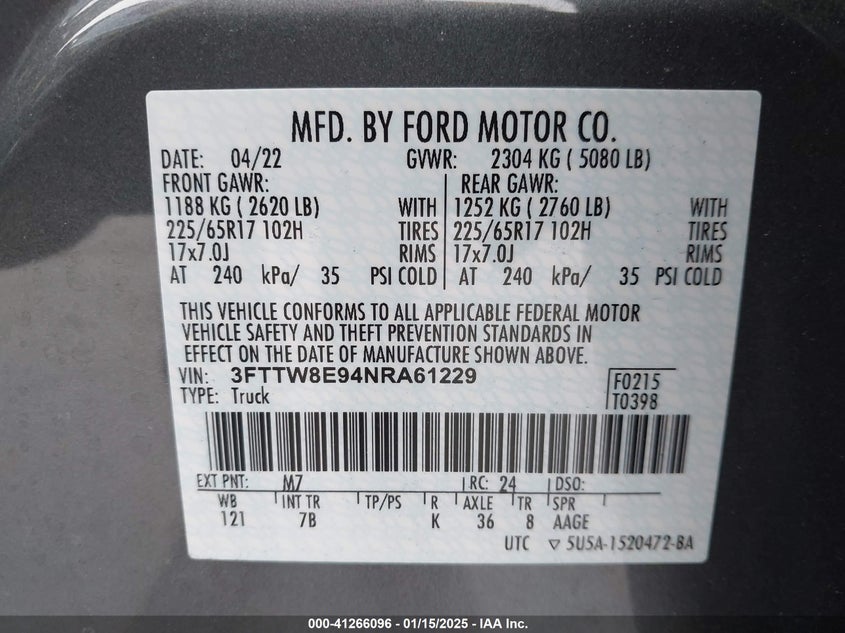 MFD. BY FORD MOTOR CO.
DATE: 04/22 GVWR: 2304 KG ( 5080 LB)
FRONT GAWR: REAR GAWR:
1188 KG ( 2620 LB) WITH 1252 KG ( 2760 LB) WITH
225/65R17 102H TIRES 225/65R17 102H TIRES
17x7.0J RIMS 17x7.0J RIMS
AT 240 kPa/ 35 PSI COLD AT 240 kPa/ 35 PSI COLD
THIS VEHICLE CONFORMS TO ALL APPLICABLE FEDERAL MOTOR
VEHICLE SAFETY AND THEFT PREVENTION STANDARDS IN
EFFECT ON THE DATE OF MANUFACTURE SHOWN ABOVE.
VIN: 3FTTW8E94NRA61229 F0215
TYPE: Truck T0398
EXT PNT: M7 RC: 24 DSO:
WB INT TR TP/PS R AXLE TR SPR
121 7B K 36 8 AAGE
UTC ▽ 5U5A-1520472-BA
000-41266096 - 01/15/2025 - IAA Inc.